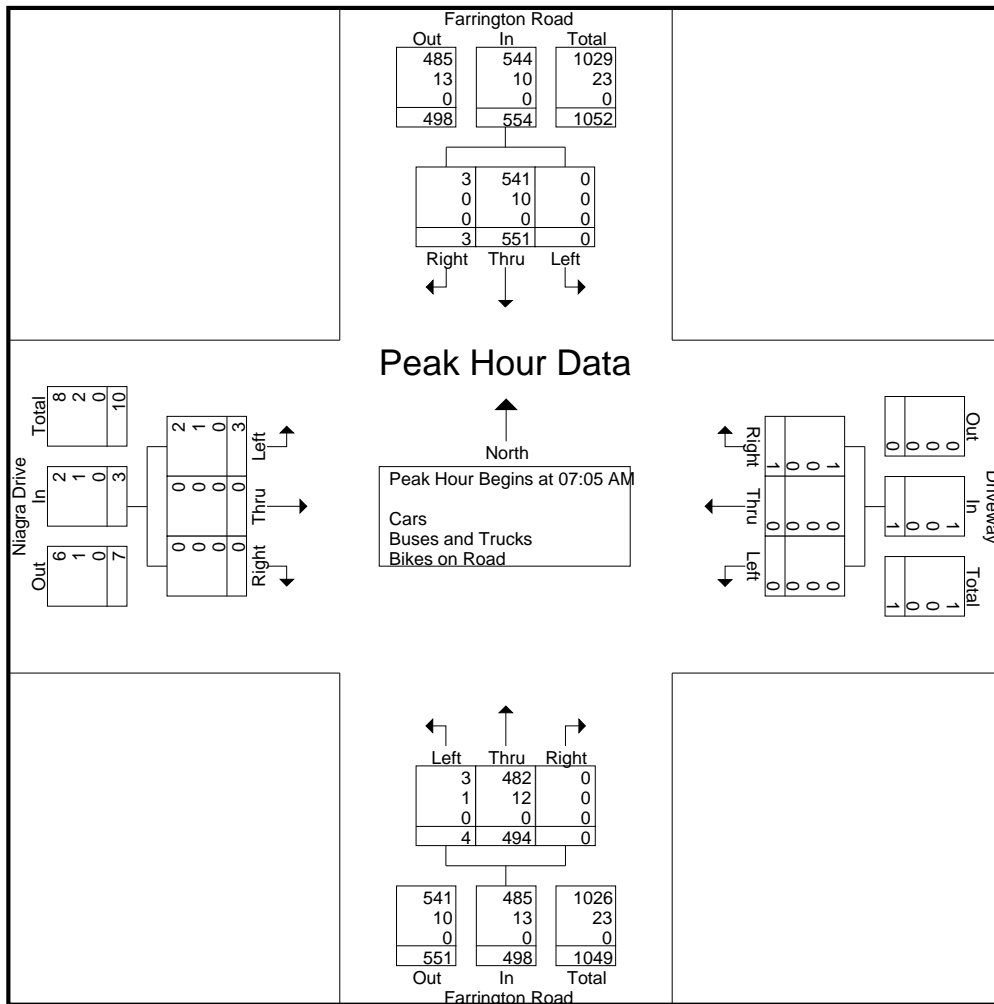 Farrington Road
Out In Total
485 544 1029
13 10 23
0 0 0
498 554 1052
3 541 0
0 10 0
0 0 0
3 551 0
Right Thru Left
Peak Hour Data
North
Peak Hour Begins at 07:05 AM
Cars
Buses and Trucks
Bikes on Road
Niagra Drive
Out In Total
6 2 8
1 1 2
0 0 0
7 3 10
Right Thru Left
0 0 2
0 0 1
0 0 0
0 0 3
Driveway
Out In Total
0 1 1
0 0 0
0 0 0
0 1 1
Right Thru Left
1 0 0
0 0 0
0 0 0
1 0 0
Left Thru Right
3 482 0
1 12 0
0 0 0
4 494 0
541 485 1026
10 13 23
0 0 0
551 498 1049
Out In Total
Farrington Road